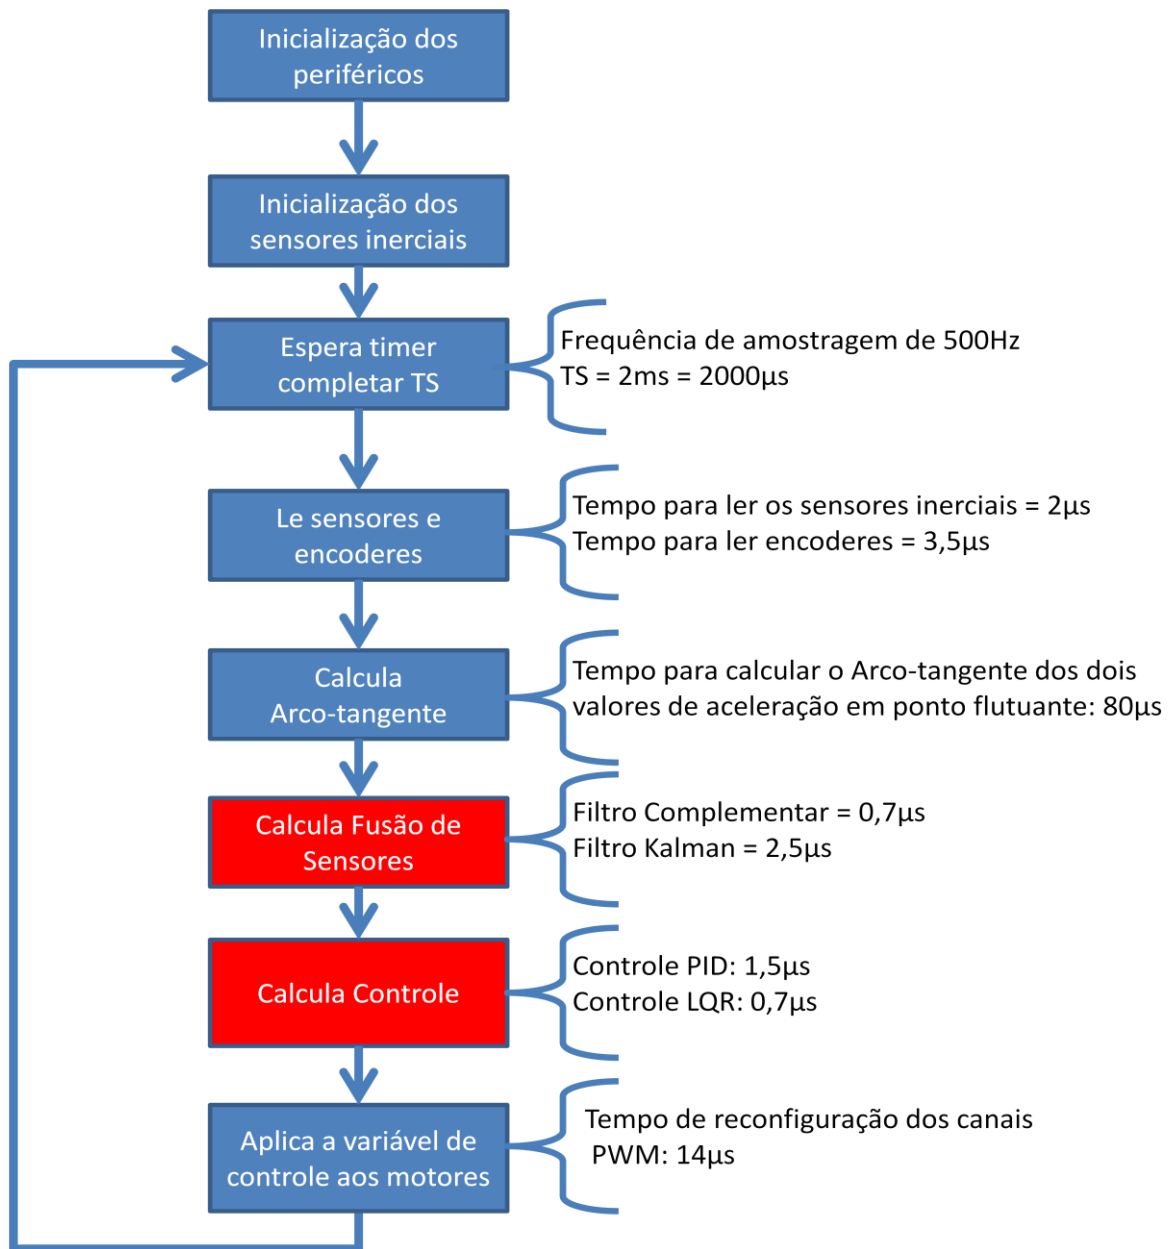 Inicialização dos
periféricos
Inicialização dos
sensores inerciais
Espera timer
completar TS
Frequência de amostragem de 500Hz
TS = 2ms = 2000µs
Le sensores e
encoderes
Tempo para ler os sensores inerciais = 2µs
Tempo para ler encoderes = 3,5µs
Calcula
Arco-tangente
Tempo para calcular o Arco-tangente dos dois
valores de aceleração em ponto flutuante: 80µs
Calcula Fusão de
Sensores
Filtro Complementar = 0,7µs
Filtro Kalman = 2,5µs
Calcula Controle
Controle PID: 1,5µs
Controle LQR: 0,7µs
Aplica a variável de
controle aos motores
Tempo de reconfiguração dos canais
PWM: 14µs